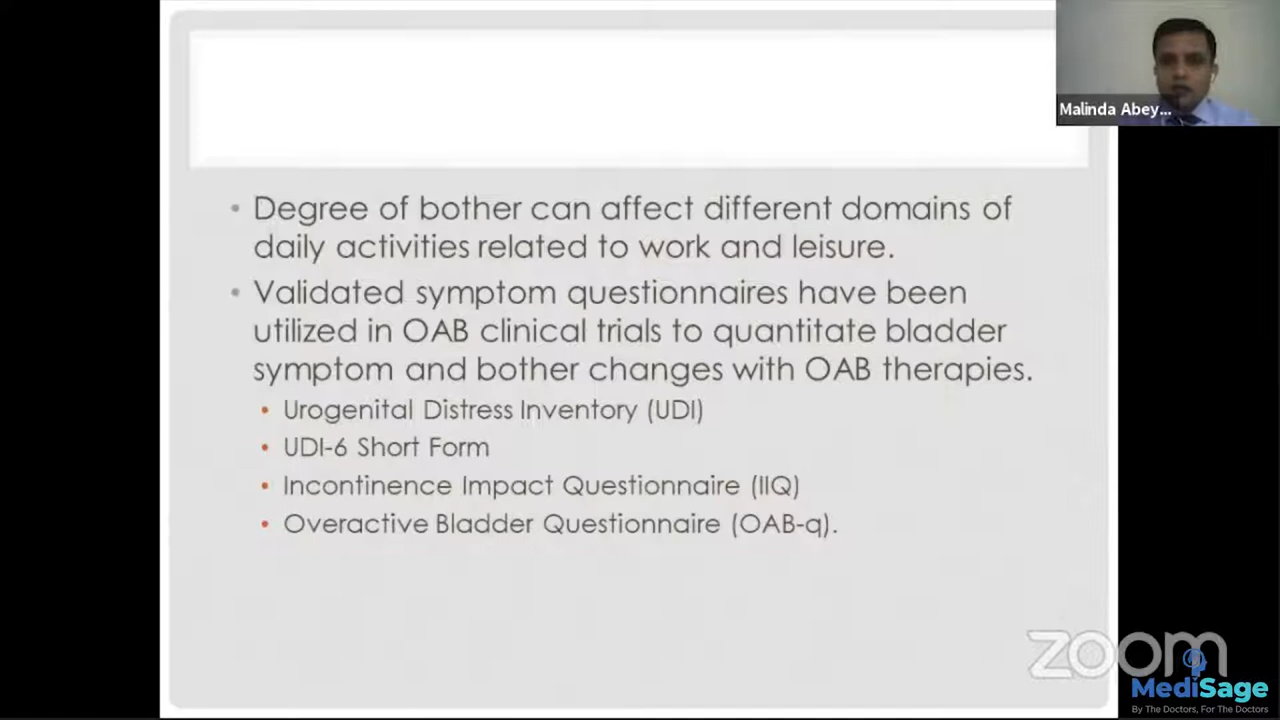 Malinda Abey...
• Degree of bother can affect different domains of
daily activities related to work and leisure.
• Validated symptom questionnaires have been
utilized in OAB clinical trials to quantitate bladder
symptom and bother changes with OAB therapies.
• Urogenital Distress Inventory (UDI)
• UDI-6 Short Form
• Incontinence Impact Questionnaire (IIQ)
• Overactive Bladder Questionnaire (OAB-q).
zoom
MediSage
By The Doctors, For The Doctors